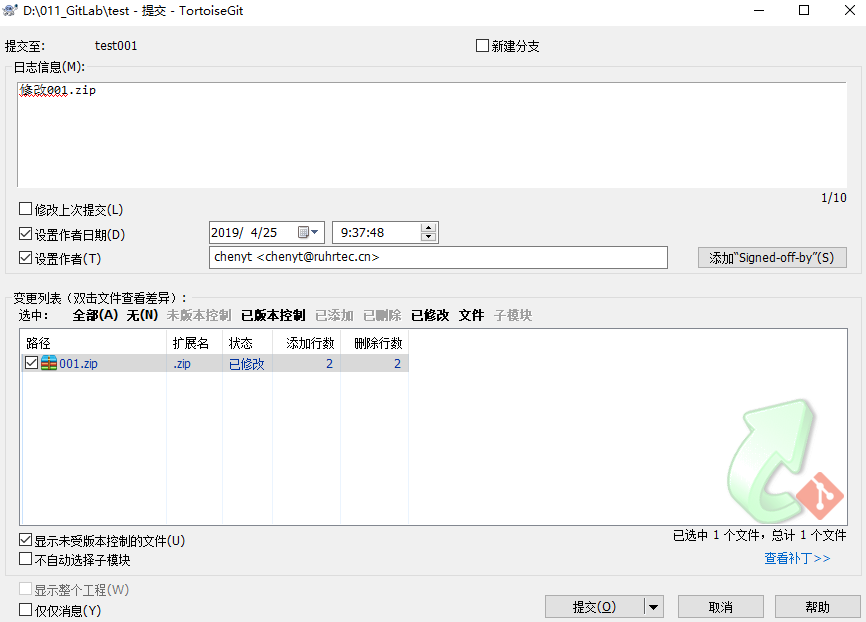 D:\011_GitLab\test - 提交 - TortoiseGit
提交至: test001 新建分支
日志信息(M):
修改001.zip
1/10
修改上次提交(L)
设置作者日期(D) 2019/ 4/25 9:37:48
设置作者(T) chenyt <chenyt@ruhrtec.cn> 添加“Signed-off-by”(S)
变更列表（双击文件查看差异）:
选中: 全部(A) 无(N) 未版本控制 已版本控制 已添加 已删除 已修改 文件 子模块
路径 扩展名 状态 添加行数 删除行数
001.zip .zip 已修改 2 2
显示未受版本控制的文件(U) 已选中 1 个文件，总计 1 个文件
不自动选择子模块 查看补丁>>
显示整个工程(W)
仅仅消息(Y)
提交(O) 取消 帮助